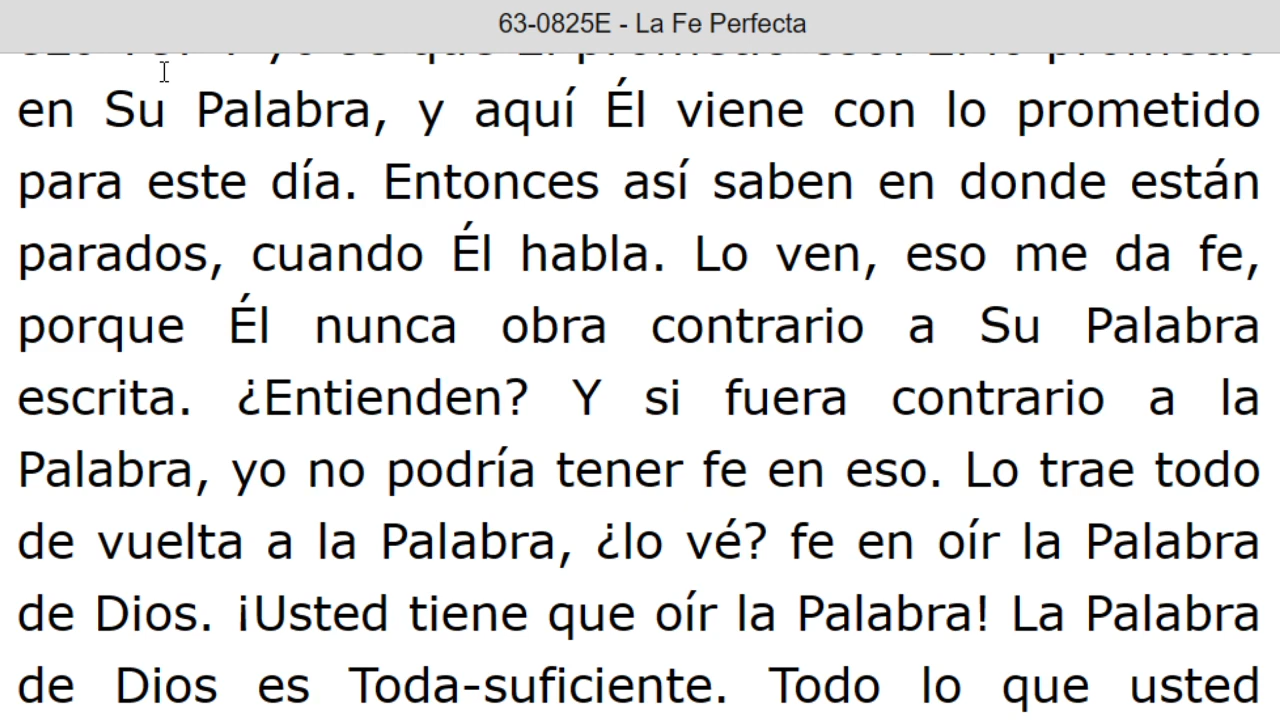 63-0825E - La Fe Perfecta
en Su Palabra, y aquí Él viene con lo prometido
para este día. Entonces así saben en donde están
parados, cuando Él habla. Lo ven, eso me da fe,
porque Él nunca obra contrario a Su Palabra
escrita. ¿Entienden? Y si fuera contrario a la
Palabra, yo no podría tener fe en eso. Lo trae todo
de vuelta a la Palabra, ¿lo vé? fe en oír la Palabra
de Dios. ¡Usted tiene que oír la Palabra! La Palabra
de Dios es Toda-suficiente. Todo lo que usted